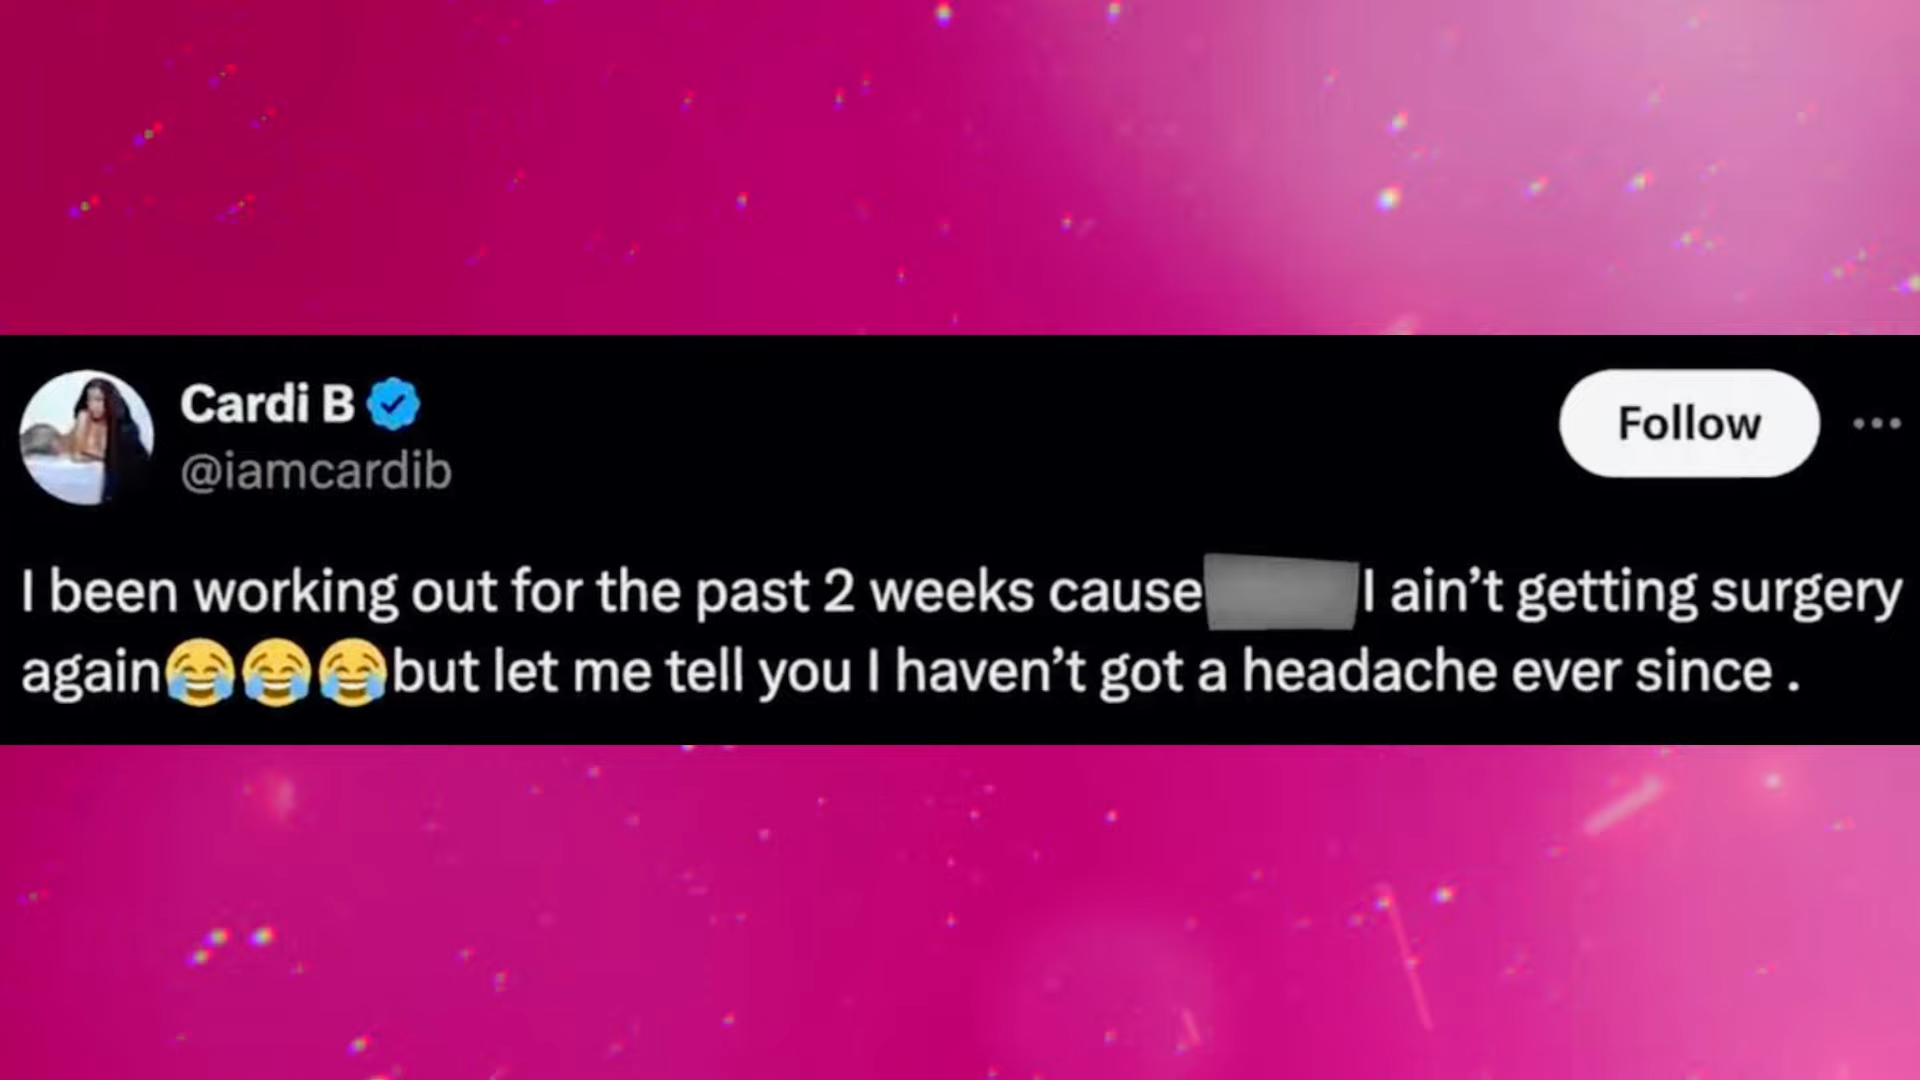 Cardi B
@iamcardib
Follow
I been working out for the past 2 weeks cause I ain’t getting surgery
again😂😂😂but let me tell you I haven’t got a headache ever since .